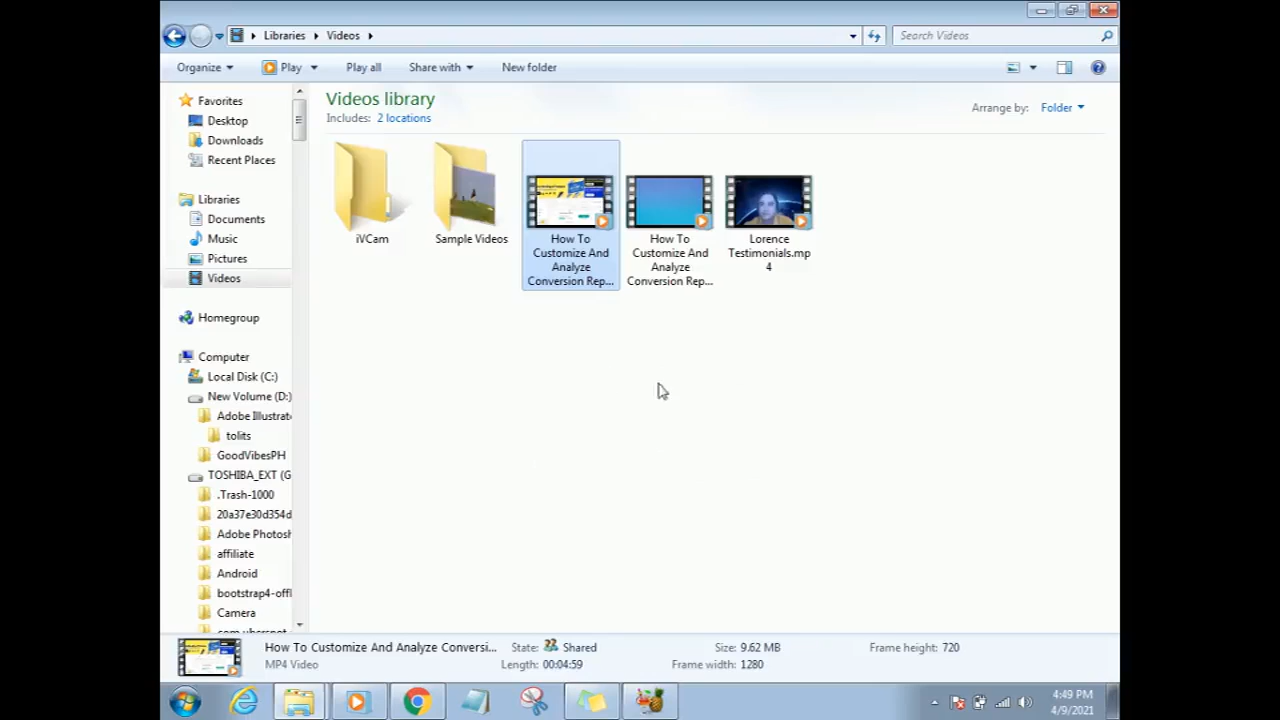 Libraries Videos
Search Videos
Organize Play Play all Share with New folder
Favorites
Desktop
Downloads
Recent Places
Libraries
Documents
Music
Pictures
Videos
Homegroup
Computer
Local Disk (C:)
New Volume (D:)
Adobe Illustrat
tolits
GoodVibesPH
TOSHIBA_EXT (G
.Trash-1000
20a37e30d354d
Adobe Photosh
affiliate
Android
bootstrap4-offl
Camera
Videos library
Includes: 2 locations
Arrange by: Folder
iVCam
Sample Videos
How To
Customize And
Analyze
Conversion Rep...
How To
Customize And
Analyze
Conversion Rep...
Lorence
Testimonials.mp
4
How To Customize And Analyze Conversi... State: Shared Size: 9.62 MB Frame height: 720
MP4 Video Length: 00:04:59 Frame width: 1280
4:49 PM
4/9/2021